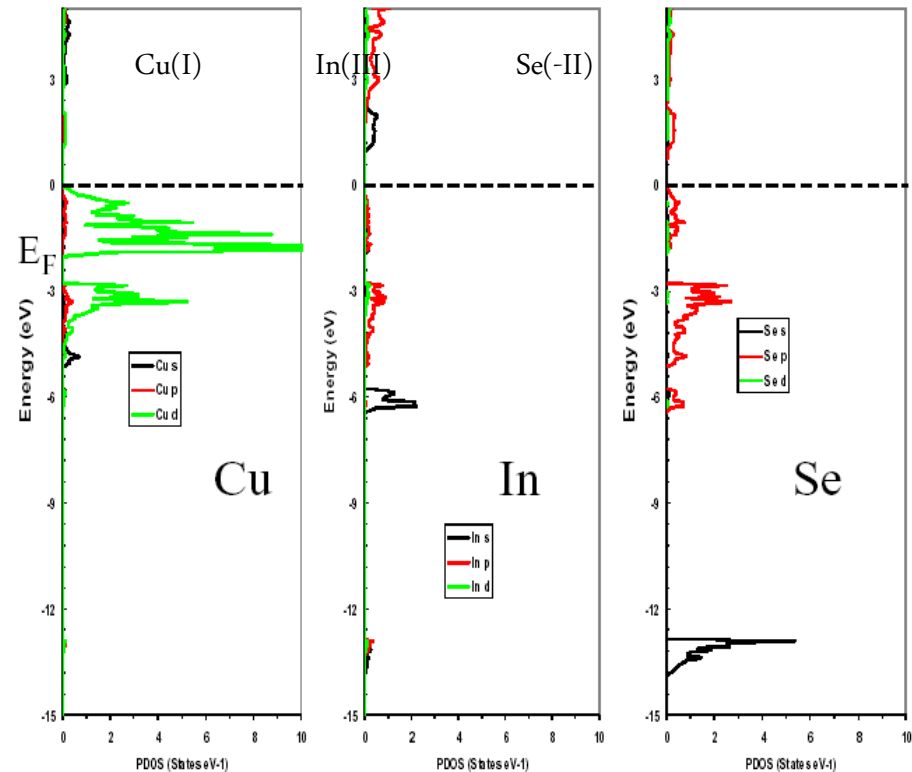 Cu(I)
In(III)
Se(-II)
3
0
-3
-6
-9
-12
-15
E_F
Energy (eV)
Cu s
Cu p
Cu d
Cu
0 2 4 6 8 10
PDOS (States eV-1)
3
0
-3
-6
-9
-12
-15
Energy (eV)
In
In s
In p
In d
0 2 4 6 8 10
PDOS (States eV-1)
3
0
-3
-6
-9
-12
-15
Energy (eV)
Se s
Se p
Se d
Se
0 2 4 6 8 10
PDOS (States eV-1)